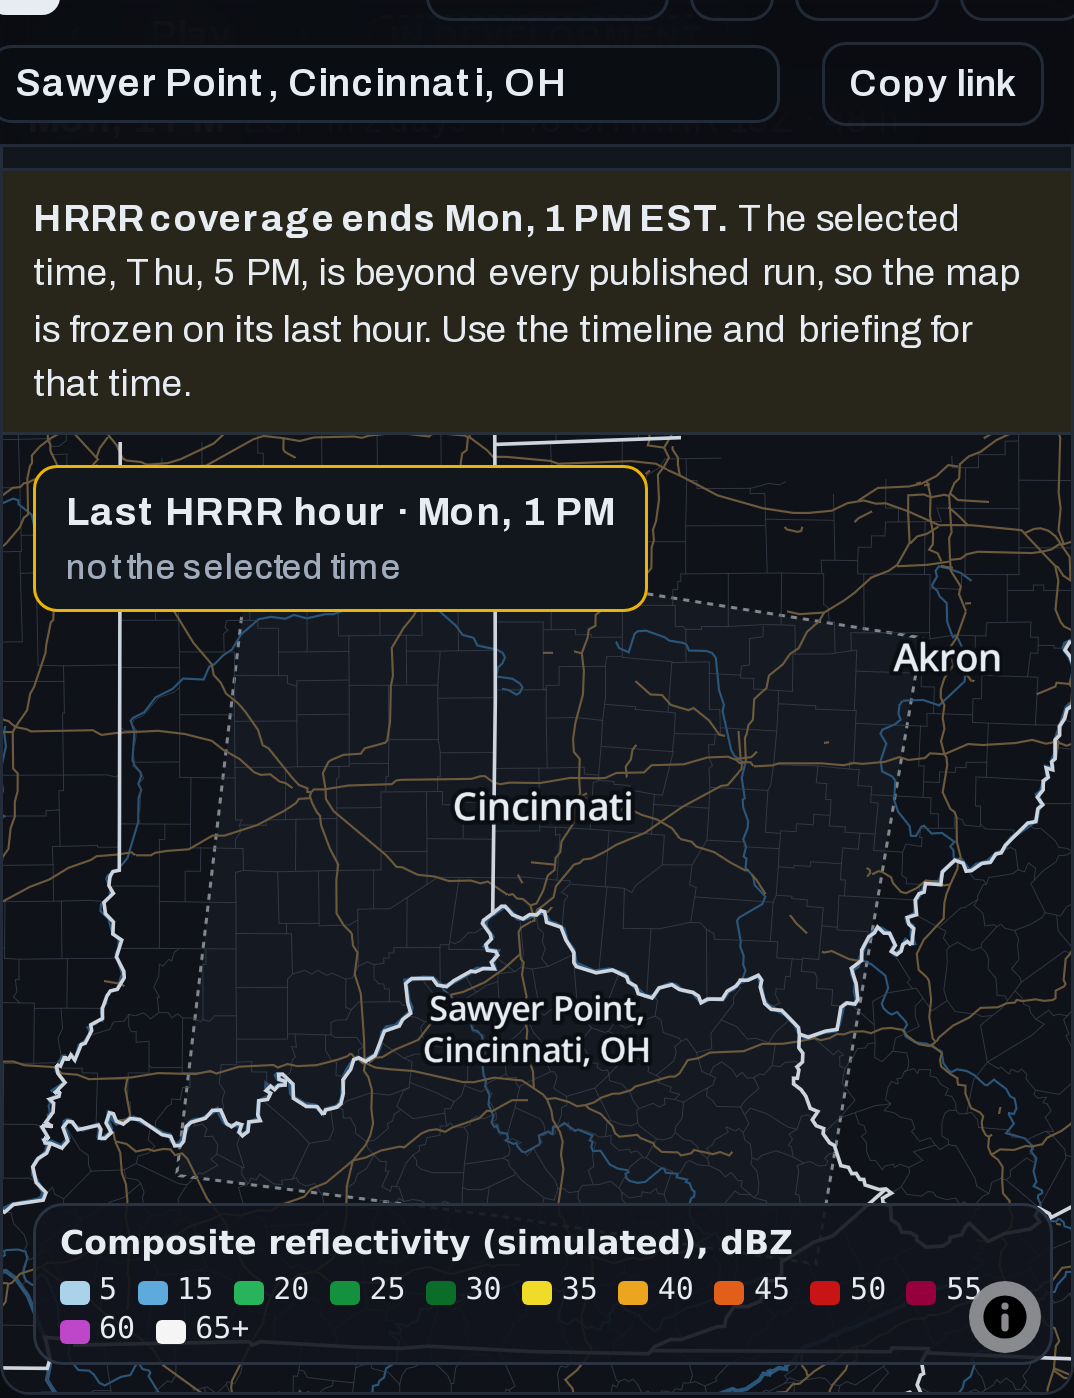 Sawyer Point, Cincinnati, OH
Copy link
HRRR coverage ends Mon, 1 PM EST. The selected
time, Thu, 5 PM, is beyond every published run, so the map
is frozen on its last hour. Use the timeline and briefing for
that time.
Last HRRR hour · Mon, 1 PM
not the selected time
Akron
Cincinnati
Sawyer Point,
Cincinnati, OH
Composite reflectivity (simulated), dBZ
5 15 20 25 30 35 40 45 50 55
60 65+